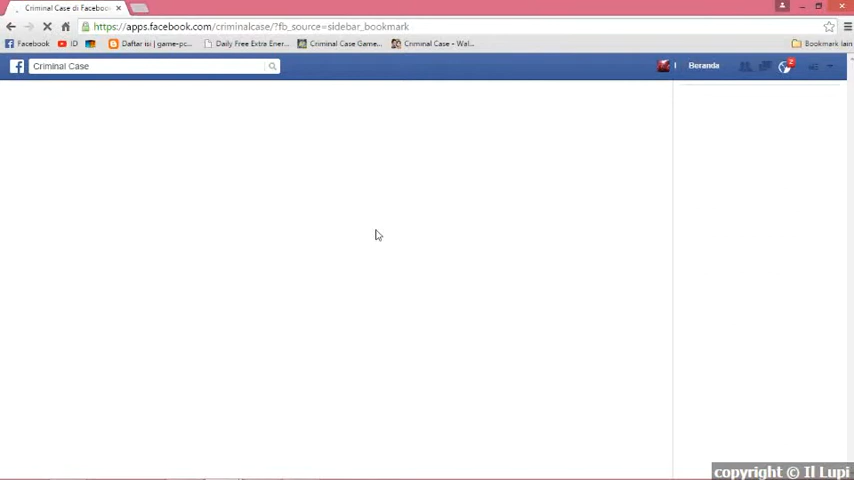 Criminal Case di Faceboo
https://apps.facebook.com/criminalcase/?fb_source=sidebar_bookmark
Facebook ID Daftar isi | game-pc... Daily Free Extra Ener... Criminal Case Game... Criminal Case - Wal... Bookmark lain
Criminal Case Beranda 2
copyright © Il Lupi